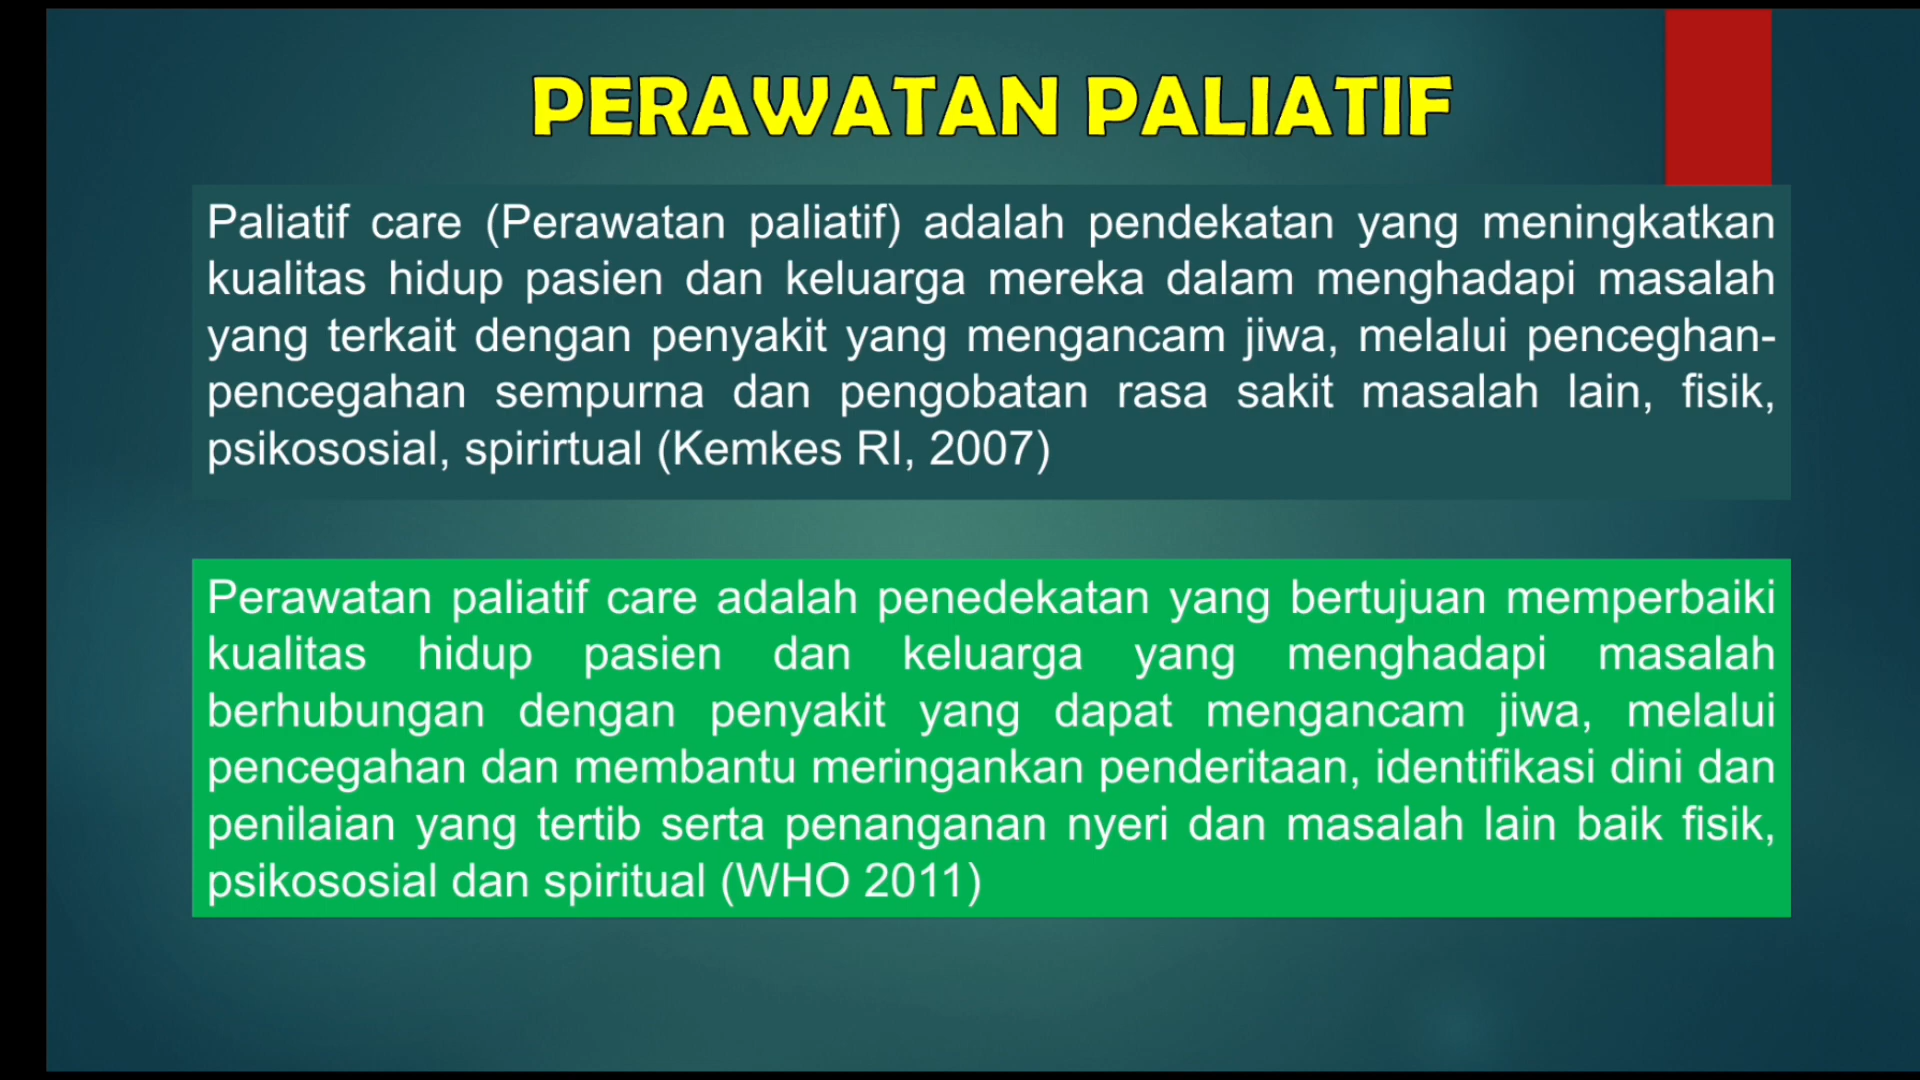 PERAWATAN PALIATIF
Paliatif care (Perawatan paliatif) adalah pendekatan yang meningkatkan
kualitas hidup pasien dan keluarga mereka dalam menghadapi masalah
yang terkait dengan penyakit yang mengancam jiwa, melalui penceghan-
pencegahan sempurna dan pengobatan rasa sakit masalah lain, fisik,
psikososial, spirirtual (Kemkes RI, 2007)
Perawatan paliatif care adalah penedekatan yang bertujuan memperbaiki
kualitas hidup pasien dan keluarga yang menghadapi masalah
berhubungan dengan penyakit yang dapat mengancam jiwa, melalui
pencegahan dan membantu meringankan penderitaan, identifikasi dini dan
penilaian yang tertib serta penanganan nyeri dan masalah lain baik fisik,
psikososial dan spiritual (WHO 2011)